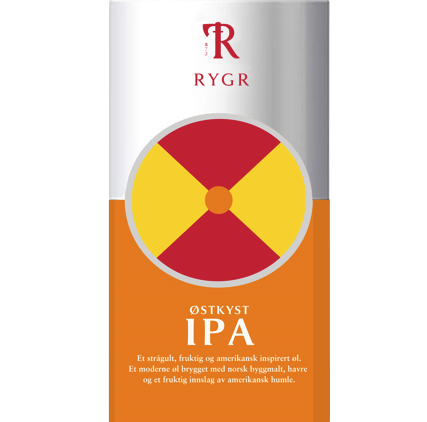 R
RYGR
ØSTKYST
IPA
Et strågult, fruktig og amerikansk inspirert øl.
Et moderne øl brygget med norsk byggmalt, havre
og et fruktig innslag av amerikansk humle.